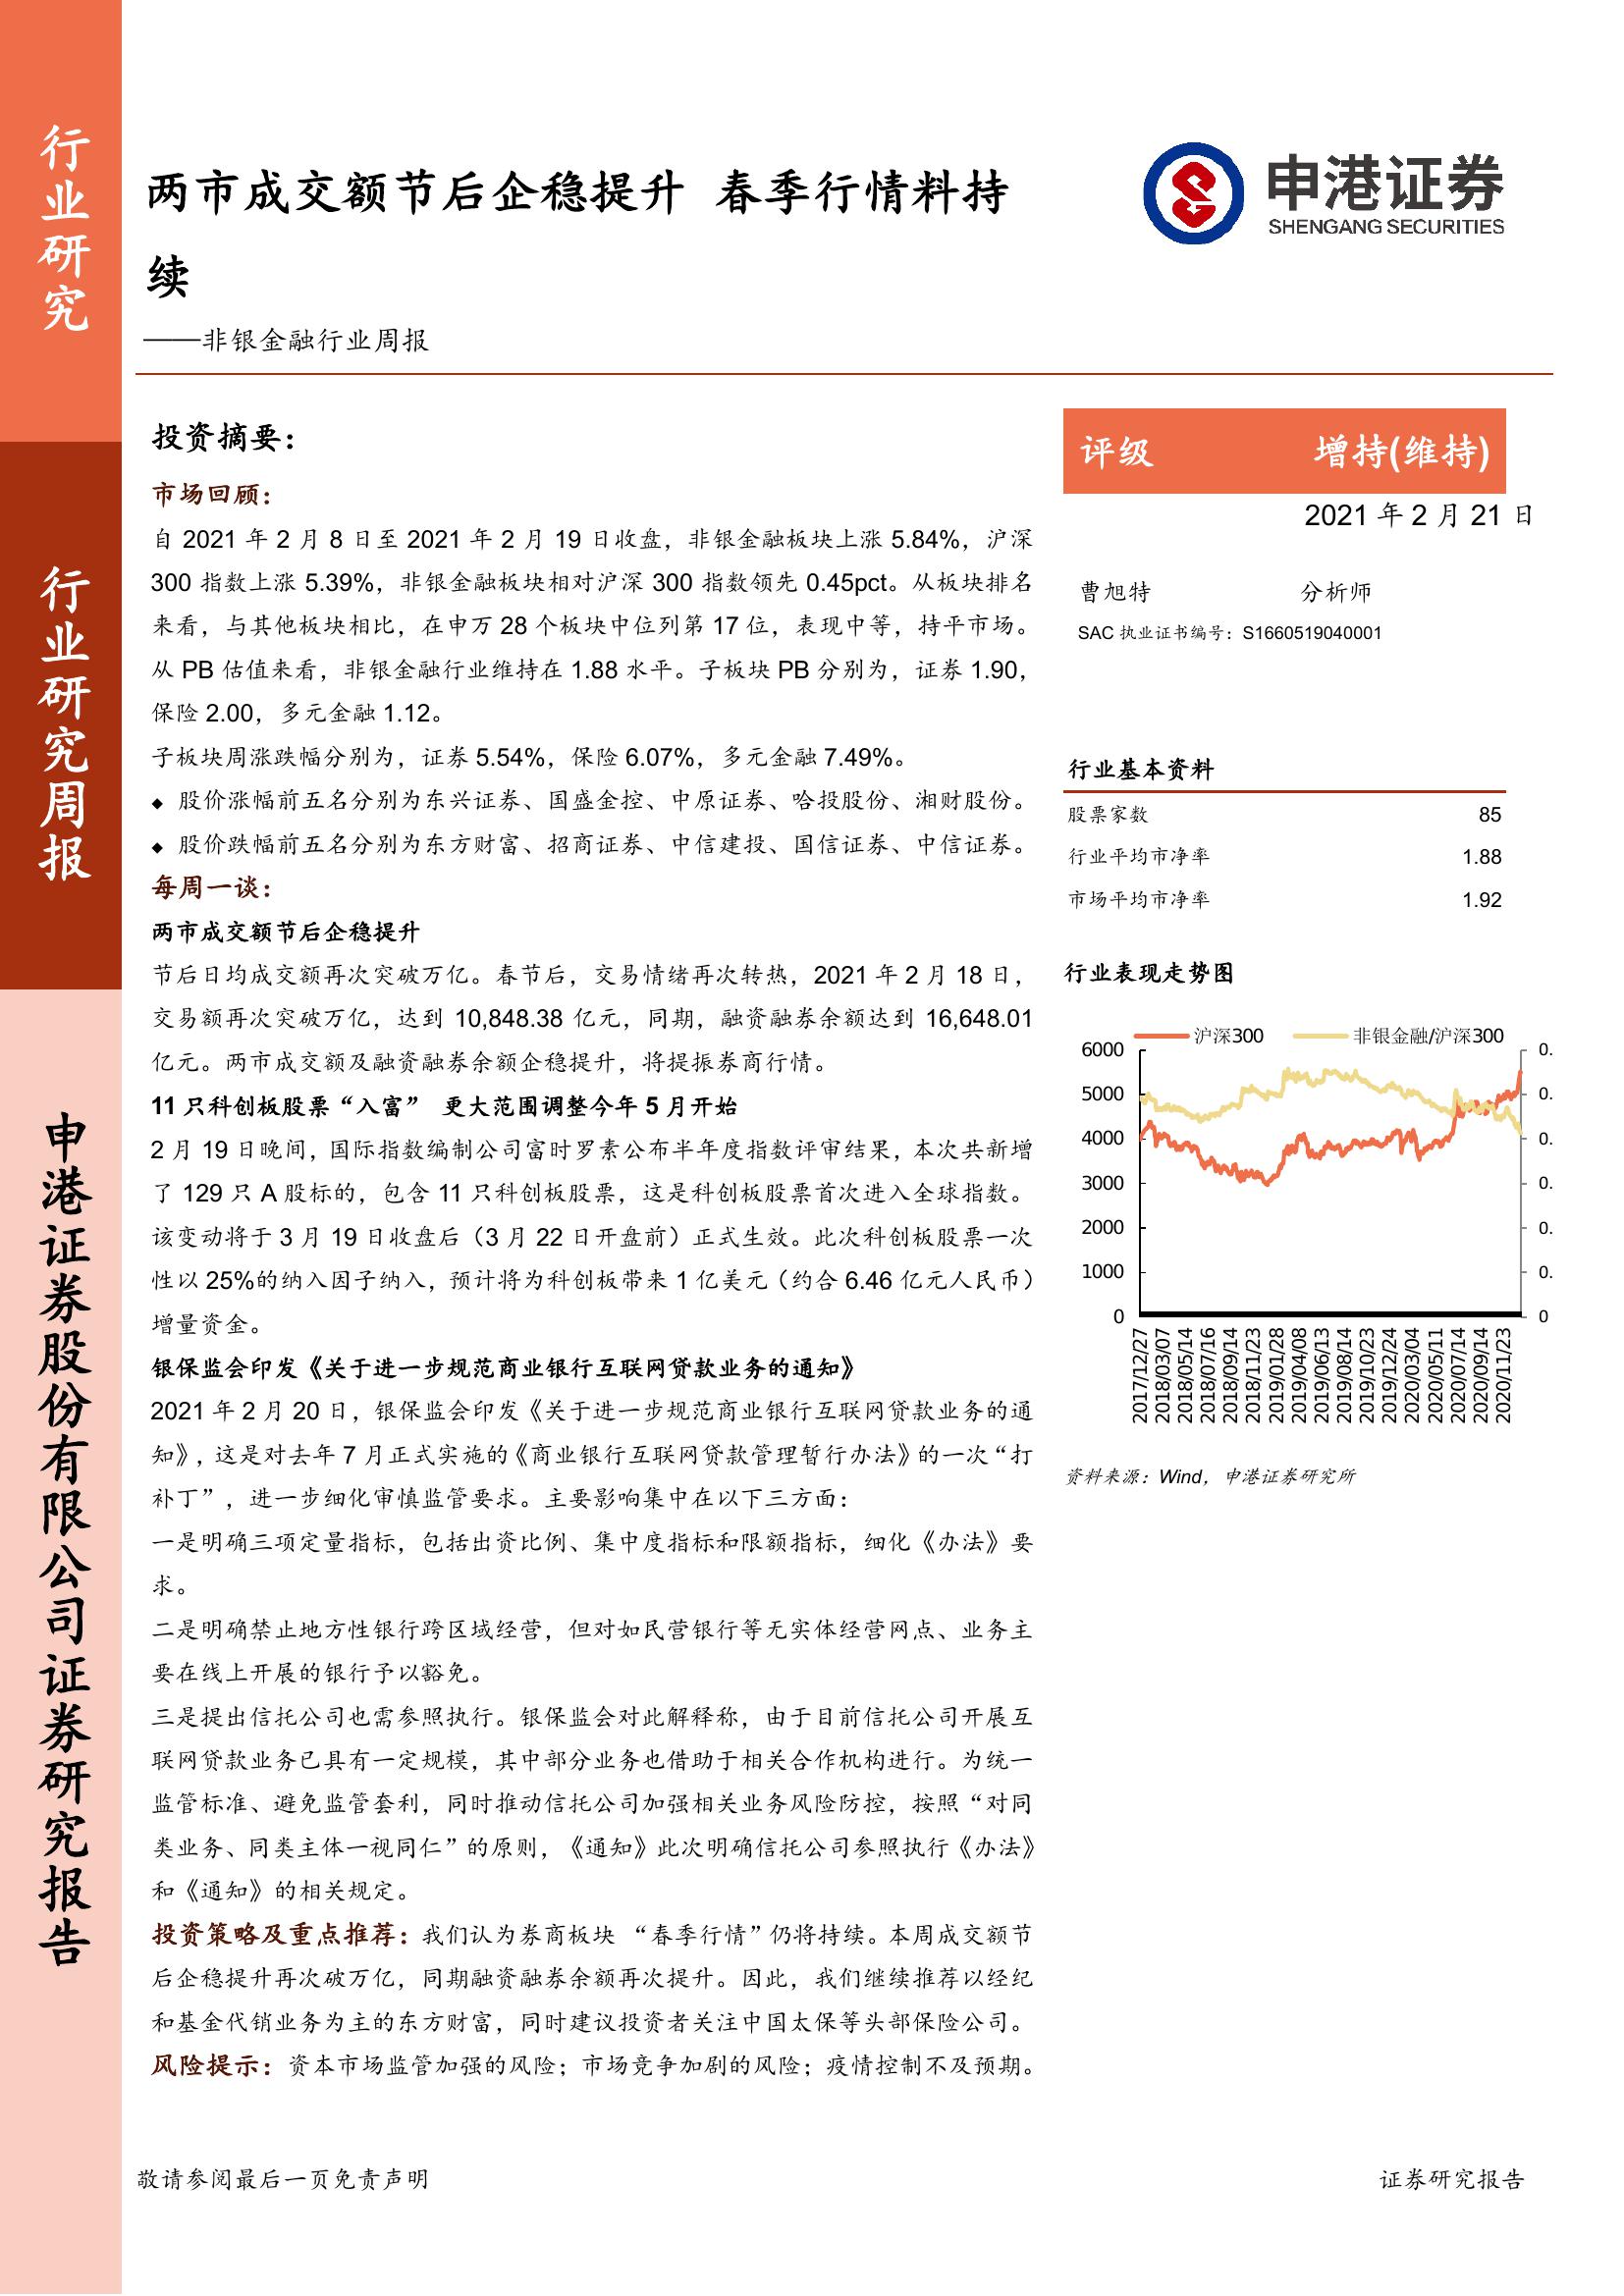 行业研究
行业研究周报
申港证券股份有限公司证券研究报告
两市成交额节后企稳提升 春季行情料持
续
——非银金融行业周报
申港证券
SHENGANG SECURITIES
投资摘要：
市场回顾：
自 2021 年 2 月 8 日至 2021 年 2 月 19 日收盘，非银金融板块上涨 5.84%，沪深
300 指数上涨 5.39%，非银金融板块相对沪深 300 指数领先 0.45pct。从板块排名
来看，与其他板块相比，在申万 28 个板块中位列第 17 位，表现中等，持平市场。
从 PB 估值来看，非银金融行业维持在 1.88 水平。子板块 PB 分别为，证券 1.90，
保险 2.00，多元金融 1.12。
子板块周涨跌幅分别为，证券 5.54%，保险 6.07%，多元金融 7.49%。
◆ 股价涨幅前五名分别为东兴证券、国盛金控、中原证券、哈投股份、湘财股份。
◆ 股价跌幅前五名分别为东方财富、招商证券、中信建投、国信证券、中信证券。
每周一谈：
两市成交额节后企稳提升
节后日均成交额再次突破万亿。春节后，交易情绪再次转热，2021 年 2 月 18 日，
交易额再次突破万亿，达到 10,848.38 亿元，同期，融资融券余额达到 16,648.01
亿元。两市成交额及融资融券余额企稳提升，将提振券商行情。
11 只科创板股票“入富” 更大范围调整今年 5 月开始
2 月 19 日晚间，国际指数编制公司富时罗素公布半年度指数评审结果，本次共新增
了 129 只 A 股标的，包含 11 只科创板股票，这是科创板股票首次进入全球指数。
该变动将于 3 月 19 日收盘后（3 月 22 日开盘前）正式生效。此次科创板股票一次
性以 25%的纳入因子纳入，预计将为科创板带来 1 亿美元（约合 6.46 亿元人民币）
增量资金。
银保监会印发《关于进一步规范商业银行互联网贷款业务的通知》
2021 年 2 月 20 日，银保监会印发《关于进一步规范商业银行互联网贷款业务的通
知》，这是对去年 7 月正式实施的《商业银行互联网贷款管理暂行办法》的一次“打
补丁”，进一步细化审慎监管要求。主要影响集中在以下三方面：
一是明确三项定量指标，包括出资比例、集中度指标和限额指标，细化《办法》要
求。
二是明确禁止地方性银行跨区域经营，但对如民营银行等无实体经营网点、业务主
要在线上开展的银行予以豁免。
三是提出信托公司也需参照执行。银保监会对此解释称，由于目前信托公司开展互
联网贷款业务已具有一定规模，其中部分业务也借助于相关合作机构进行。为统一
监管标准、避免监管套利，同时推动信托公司加强相关业务风险防控，按照“对同
类业务、同类主体一视同仁”的原则，《通知》此次明确信托公司参照执行《办法》
和《通知》的相关规定。
投资策略及重点推荐：我们认为券商板块 “春季行情”仍将持续。本周成交额节
后企稳提升再次破万亿，同期融资融券余额再次提升。因此，我们继续推荐以经纪
和基金代销业务为主的东方财富，同时建议投资者关注中国太保等头部保险公司。
风险提示：资本市场监管加强的风险；市场竞争加剧的风险；疫情控制不及预期。
评级 增持(维持)
2021 年 2 月 21 日
曹旭特 分析师
SAC 执业证书编号：S1660519040001
行业基本资料
股票家数 85
行业平均市净率 1.88
市场平均市净率 1.92
行业表现走势图
沪深300 非银金融/沪深300
6000 0.
5000 0.
4000 0.
3000 0.
2000 0.
1000 0.
0 0
2017/12/27
2018/03/07
2018/05/14
2018/07/16
2018/09/14
2018/11/23
2019/01/28
2019/04/08
2019/06/13
2019/08/14
2019/10/23
2019/12/24
2020/03/04
2020/05/11
2020/07/14
2020/09/14
2020/11/23
资料来源：Wind，申港证券研究所
敬请参阅最后一页免责声明 证券研究报告